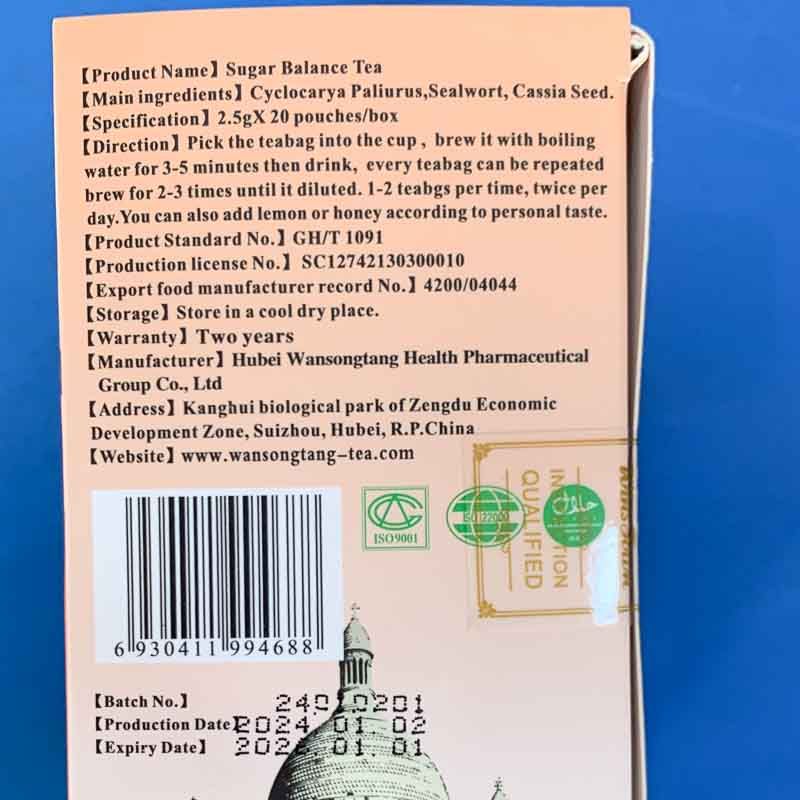 【Product Name】Sugar Balance Tea
【Main ingredients】Cyclocarya Paliurus,Sealwort, Cassia Seed.
【Specification】2.5gX 20 pouches/box
【Direction】Pick the teabag into the cup , brew it with boiling
water for 3-5 minutes then drink, every teabag can be repeated
brew for 2-3 times until it diluted. 1-2 teabgs per time, twice per
day.You can also add lemon or honey according to personal taste.
【Product Standard No.】GH/T 1091
【Production license No.】SC12742130300010
【Export food manufacturer record No.】4200/04044
【Storage】Store in a cool dry place.
【Warranty】Two years
【Manufacturer】Hubei Wansongtang Health Pharmaceutical
Group Co., Ltd
【Address】Kanghui biological park of Zengdu Economic
Development Zone, Suizhou, Hubei, R.P.China
【Website】www.wansongtang-tea.com
ISO9001
ISO22000
حلال
QUALIFIED
6 930411 994688
【Batch No.】 24010201
【Production Date】2024.01.02
【Expiry Date】 2026.01.01